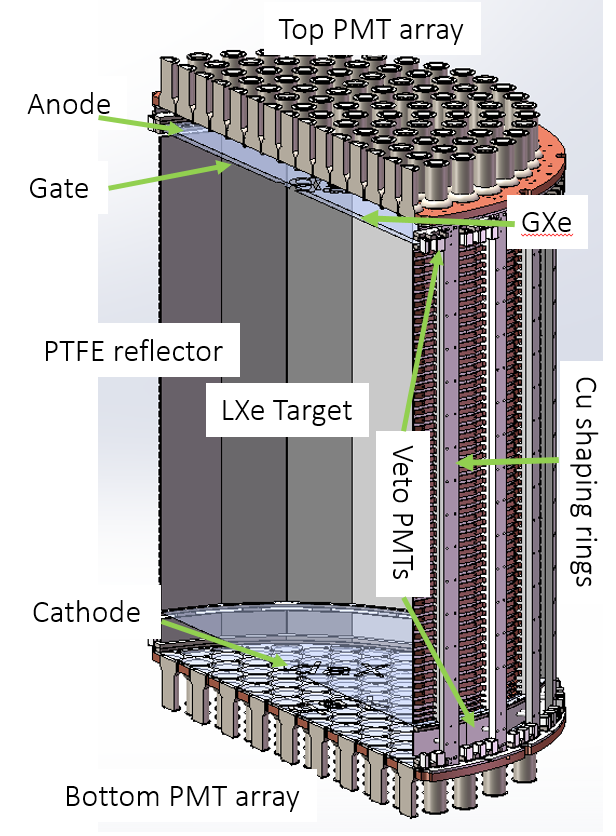 Top PMT array
Anode
Gate
GXe
PTFE reflector
LXe Target
Cu shaping rings
Veto PMTs
Cathode
Bottom PMT array